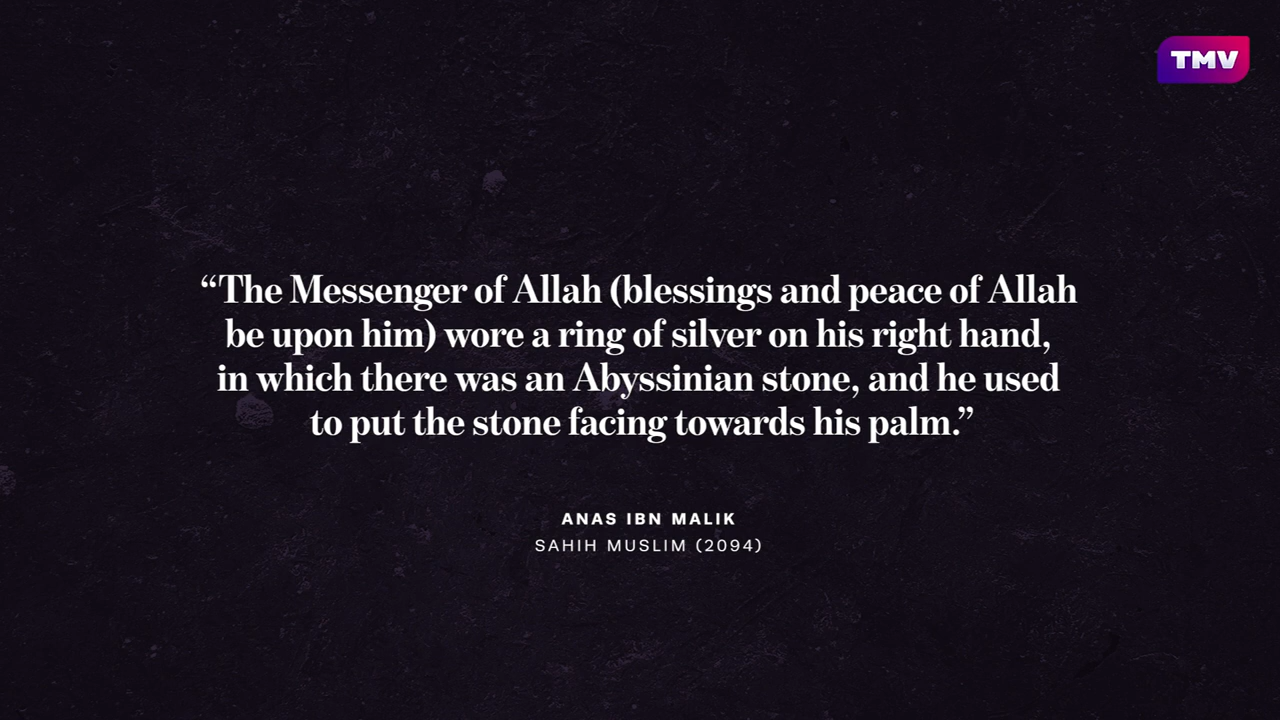 TMV
“The Messenger of Allah (blessings and peace of Allah
be upon him) wore a ring of silver on his right hand,
in which there was an Abyssinian stone, and he used
to put the stone facing towards his palm.”
ANAS IBN MALIK
SAHIH MUSLIM (2094)